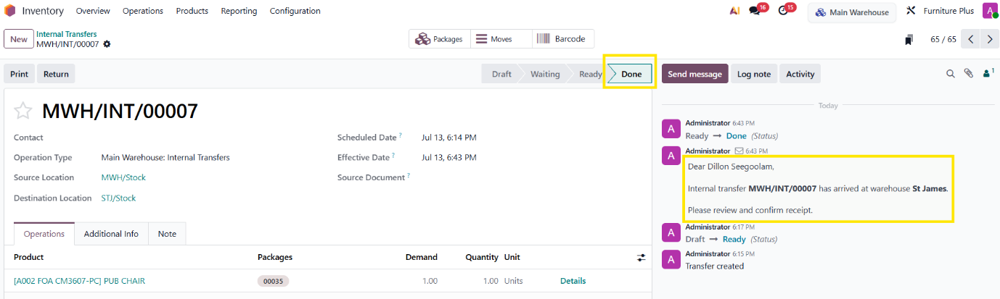 Inventory Overview Operations Products Reporting Configuration AI 16 15 Main Warehouse Furniture Plus A
New Internal Transfers Packages Moves Barcode 65 / 65
MWH/INT/00007
Print Return Draft Waiting Ready Done Send message Log note Activity 1
Today
MWH/INT/00007
Administrator 6:43 PM
A
Ready → Done (Status)
Contact Scheduled Date ? Jul 13, 6:14 PM
Administrator 6:43 PM
A
Operation Type Main Warehouse: Internal Transfers Effective Date ? Jul 13, 6:43 PM
Dear Dillon Seegoolam,
Source Location MWH/Stock Source Document ?
Internal transfer MWH/INT/00007 has arrived at warehouse St James.
Destination Location STJ/Stock
Please review and confirm receipt.
Administrator 6:17 PM
A
Operations Additional Info Note
Draft → Ready (Status)
Administrator 6:15 PM
A
Product Packages Demand Quantity Unit
Transfer created
[A002 FOA CM3607-PC] PUB CHAIR 00035 1.00 1.00 Units Details